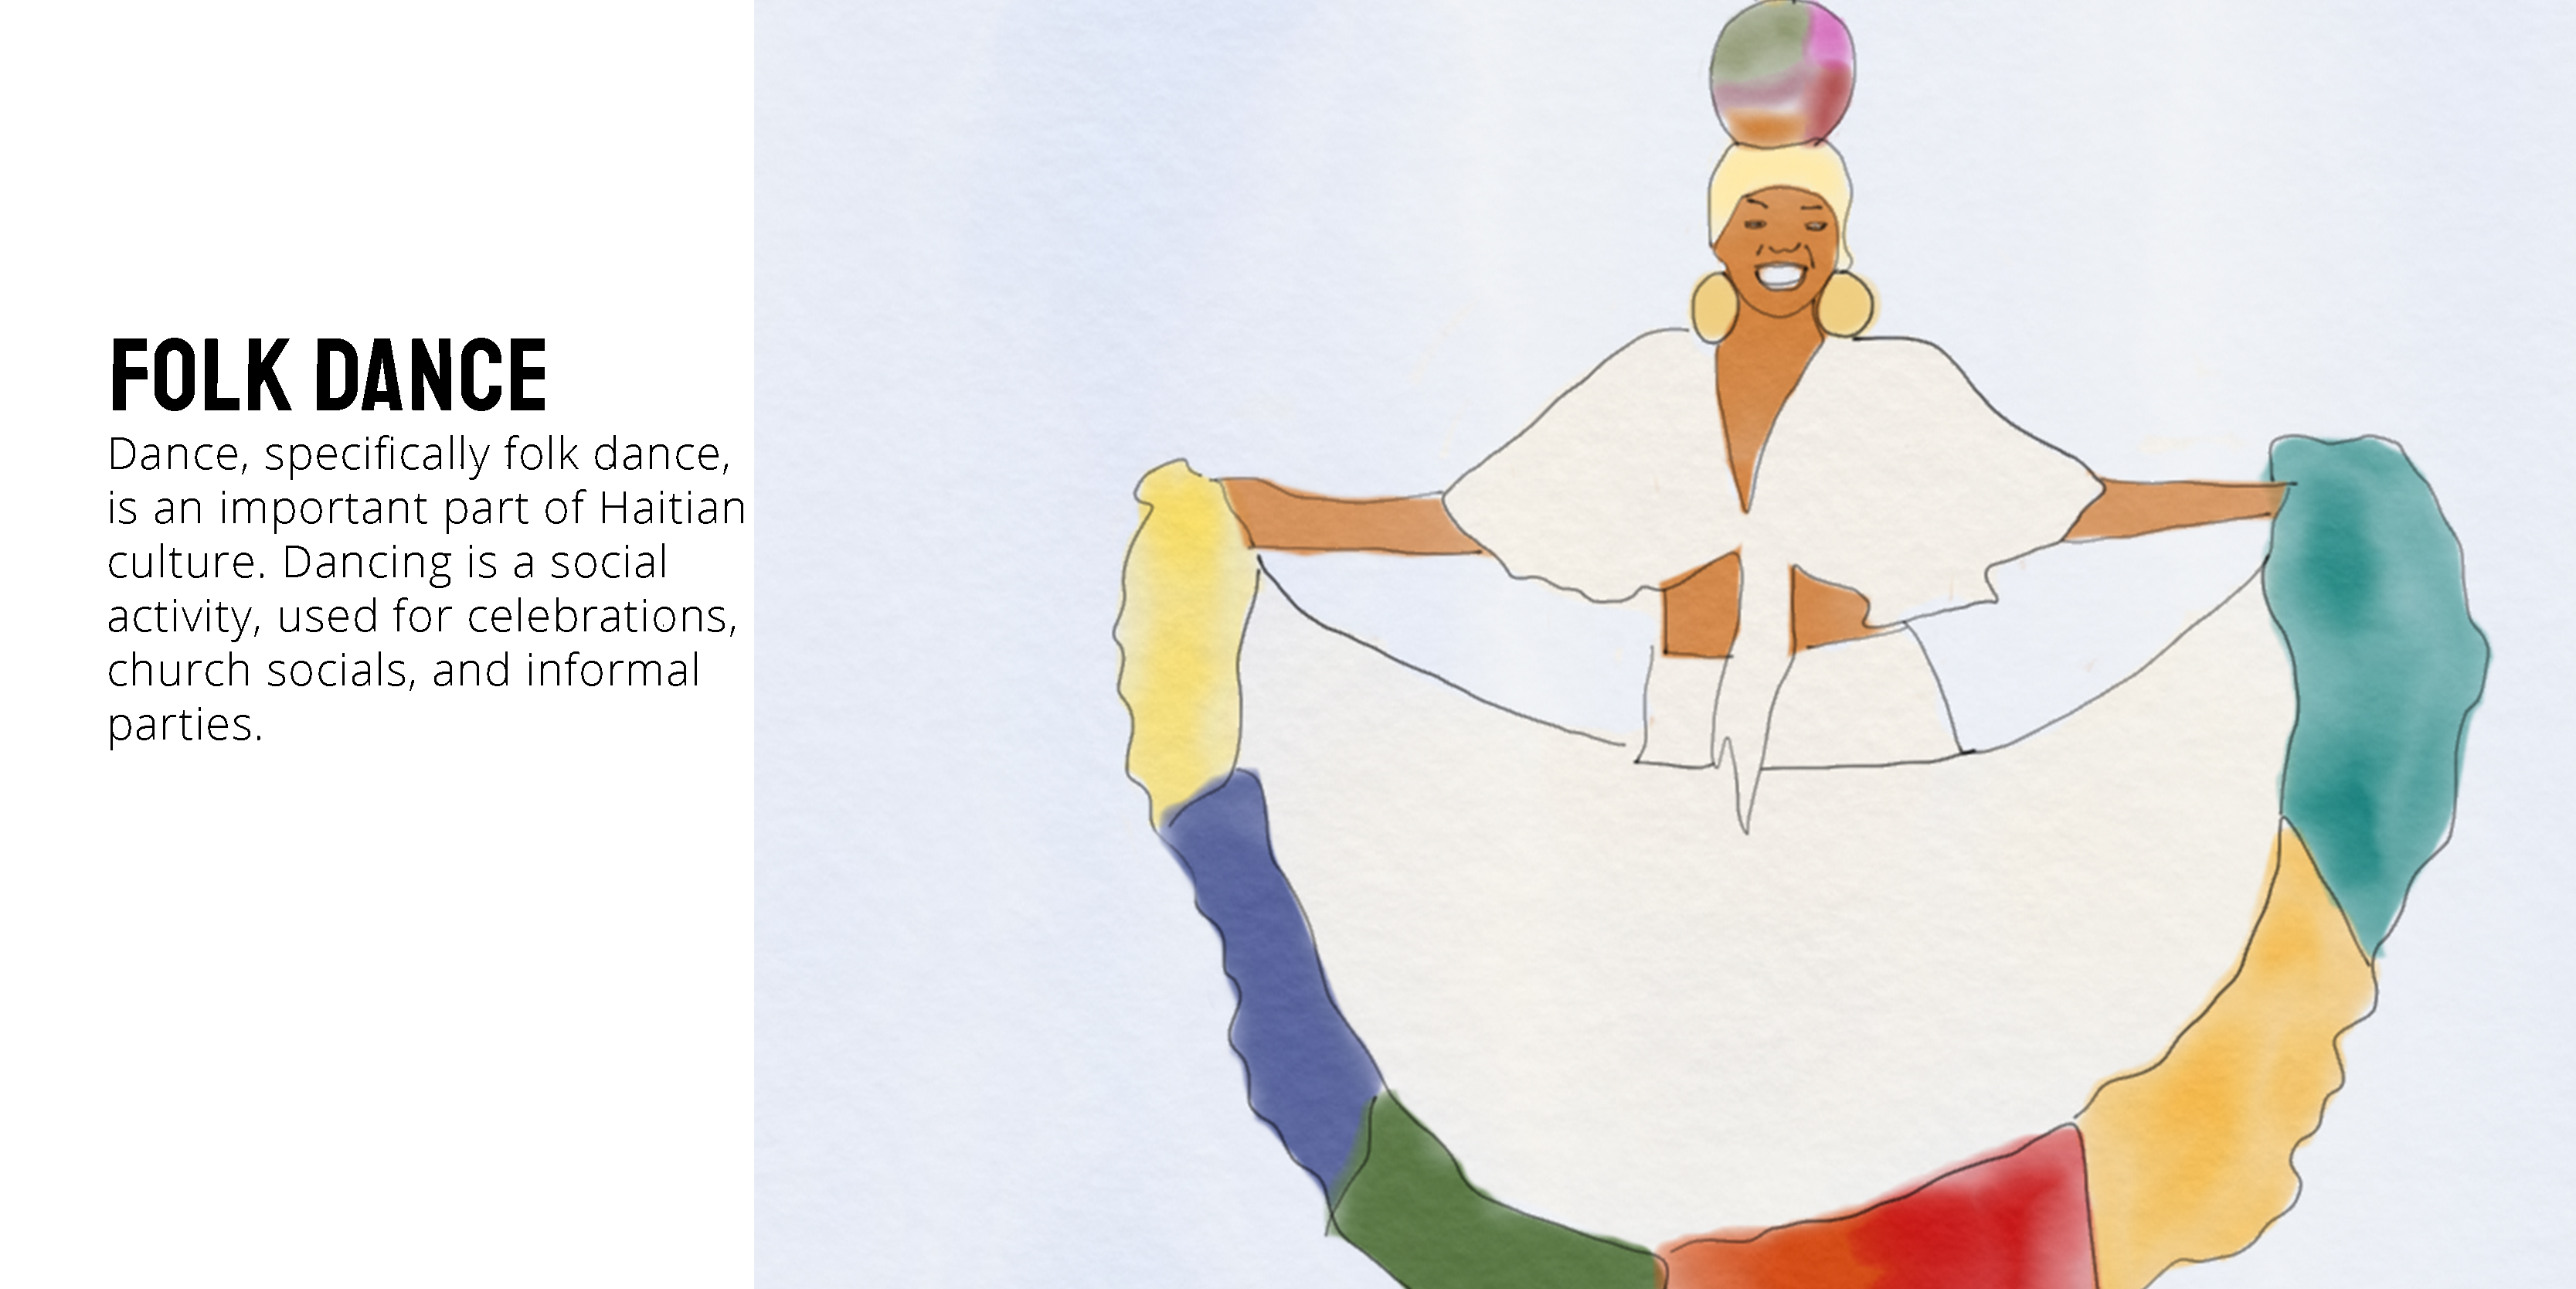 FOLK DANCE
Dance, specifically folk dance,
is an important part of Haitian
culture. Dancing is a social
activity, used for celebrations,
church socials, and informal
parties.